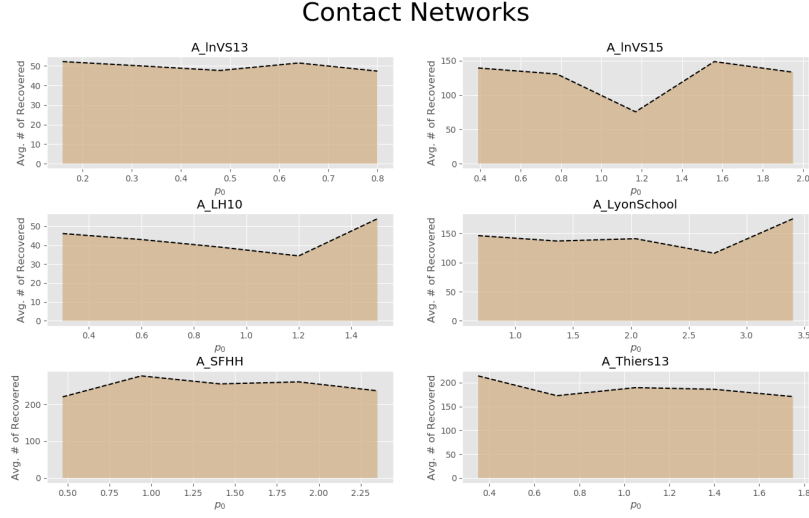 Contact Networks
A_lnVS13
Avg. # of Recovered
50
40
30
20
10
0
0.2 0.3 0.4 0.5 0.6 0.7 0.8
p0
A_lnVS15
Avg. # of Recovered
150
100
50
0
0.4 0.6 0.8 1.0 1.2 1.4 1.6 1.8 2.0
p0
A_LH10
Avg. # of Recovered
50
40
30
20
10
0
0.4 0.6 0.8 1.0 1.2 1.4
p0
A_LyonSchool
Avg. # of Recovered
150
100
50
0
1.0 1.5 2.0 2.5 3.0 3.5
p0
A_SFHH
Avg. # of Recovered
200
100
0
0.50 0.75 1.00 1.25 1.50 1.75 2.00 2.25
p0
A_Thiers13
Avg. # of Recovered
200
150
100
50
0
0.4 0.6 0.8 1.0 1.2 1.4 1.6 1.8
p0